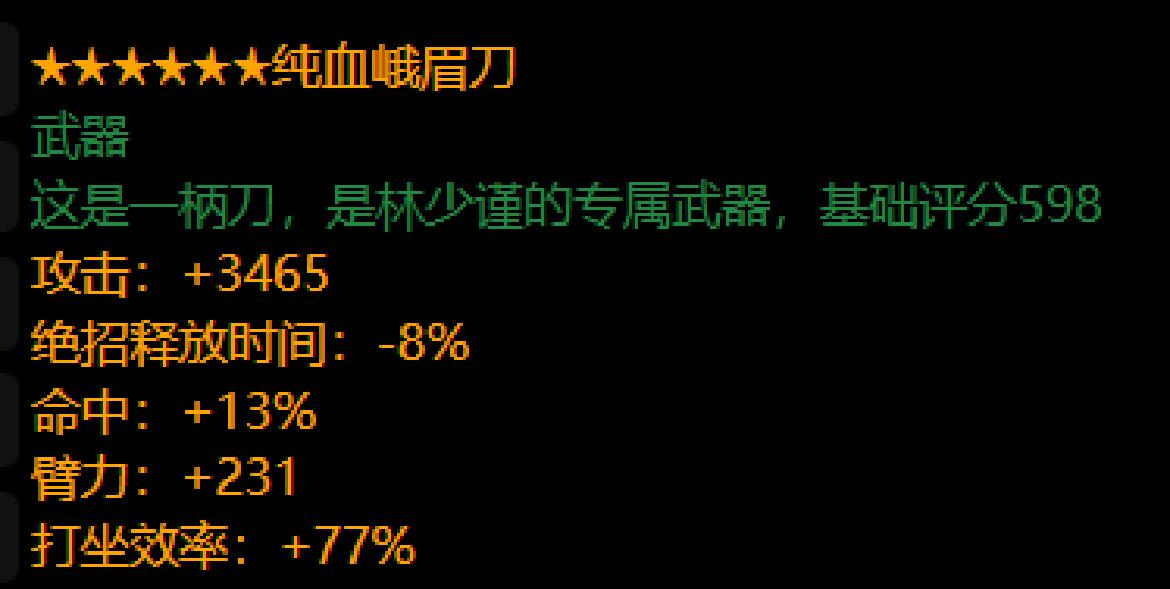 ★★★★★★纯血峨眉刀
武器
这是一柄刀，是林少谨的专属武器，基础评分598
攻击：+3465
绝招释放时间：-8%
命中：+13%
臂力：+231
打坐效率：+77%